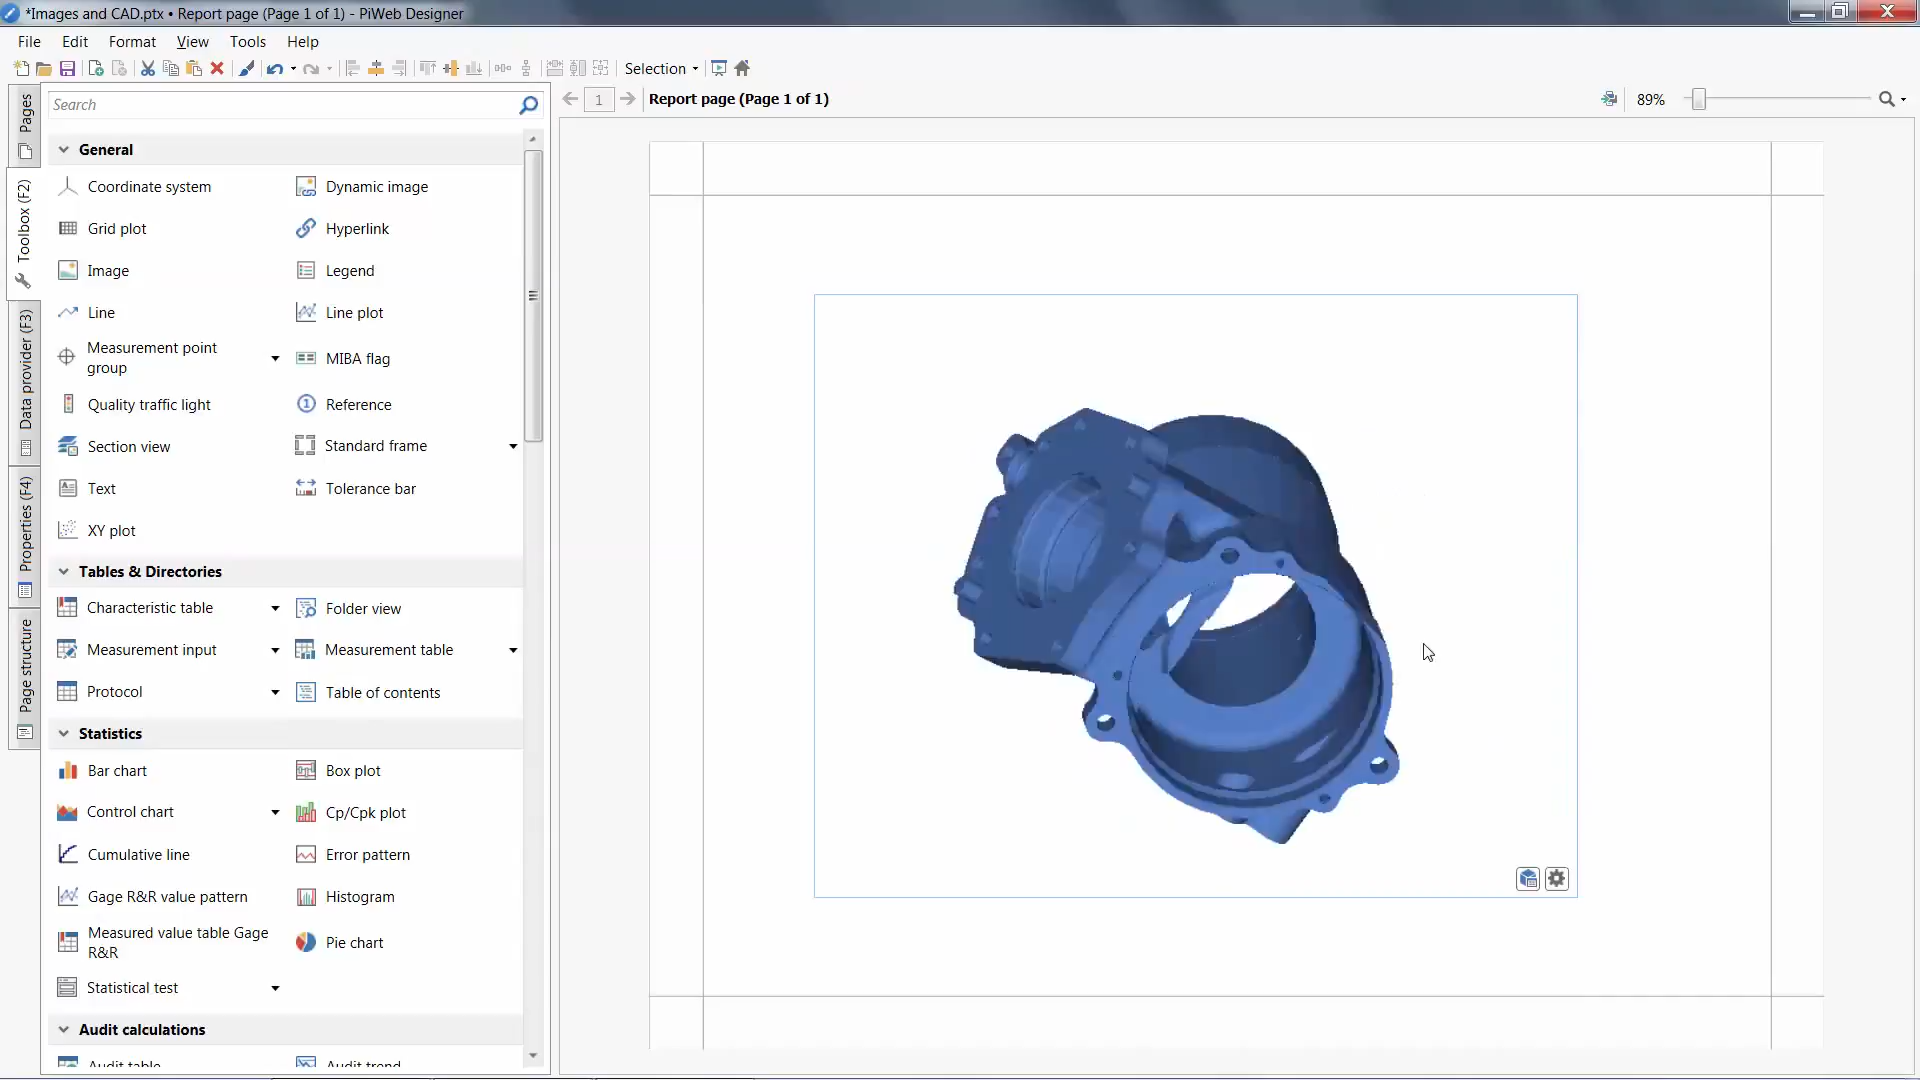 *Images and CAD.ptx • Report page (Page 1 of 1) - PiWeb Designer
File Edit Format View Tools Help
Selection
Pages
Toolbox (F2)
Data provider (F3)
Properties (F4)
Page structure
Search
1
Report page (Page 1 of 1)
89%
General
Coordinate system
Dynamic image
Grid plot
Hyperlink
Image
Legend
Line
Line plot
Measurement point
group
MIBA flag
Quality traffic light
Reference
Section view
Standard frame
Text
Tolerance bar
XY plot
Tables & Directories
Characteristic table
Folder view
Measurement input
Measurement table
Protocol
Table of contents
Statistics
Bar chart
Box plot
Control chart
Cp/Cpk plot
Cumulative line
Error pattern
Gage R&R value pattern
Histogram
Measured value table Gage
R&R
Pie chart
Statistical test
Audit calculations
Audit table
Audit trend